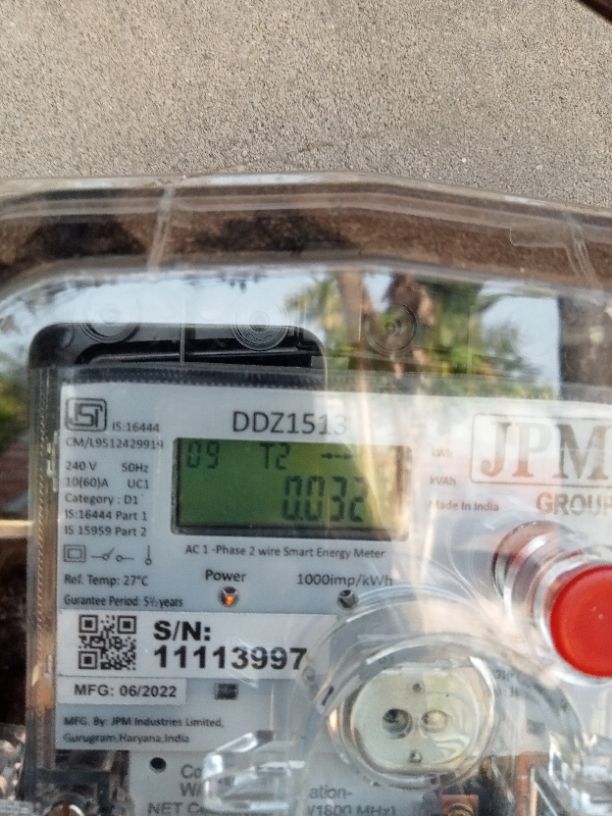 IS:16444
CM/L9512429919
DDZ1513
240 V 50Hz
10(60)A UC1
Category : D1
IS:16444 Part 1
IS 15959 Part 2
09 T2
0.032
kWh
kVAh
JPM
GROUP
Made in India
AC 1 -Phase 2 wire Smart Energy Meter
Ref. Temp: 27°C
Gurantee Period: 5½ years
Power
1000imp/kWh
S/N:
11113997
MFG: 06/2022
MFG. By: JPM Industries Limited,
Gurugram,Haryana,India